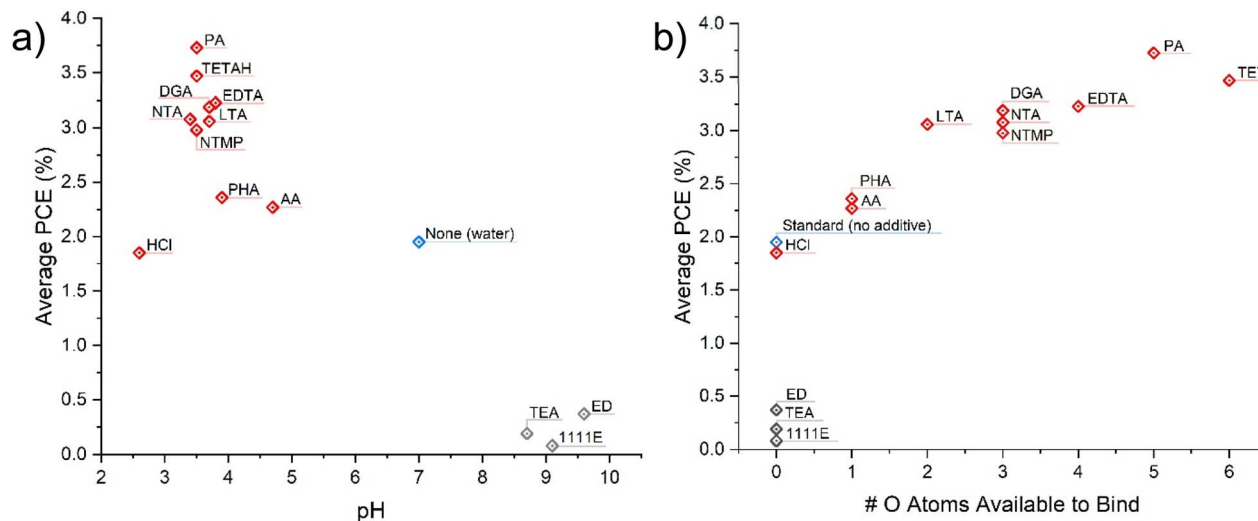 a)
4.0
3.5
3.0
2.5
2.0
1.5
1.0
0.5
0.0
Average PCE (%)
PA
TETAH
DGA
EDTA
NTA
LTA
NTMP
PHA
AA
HCl
None (water)
TEA
ED
1111E
2 3 4 5 6 7 8 9 10
pH
b)
4.0
3.5
3.0
2.5
2.0
1.5
1.0
0.5
0.0
Average PCE (%)
PA
TET
DGA
EDTA
LTA
NTA
NTMP
PHA
AA
Standard (no additive)
HCl
ED
TEA
1111E
0 1 2 3 4 5 6
# O Atoms Available to Bind